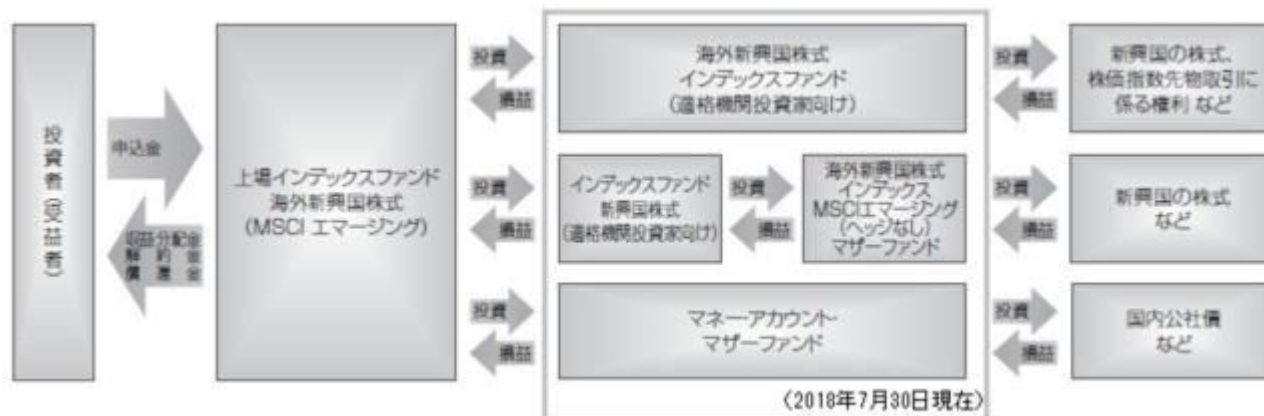 投資者(受益者)
申込金
収益分配金
解約金
償還金
上場インデックスファンド
海外新興国株式
(MSCI エマージング)
投資
損益
海外新興国株式
インデックスファンド
(適格機関投資家向け)
投資
損益
新興国の株式、
株価指数先物取引に
係る権利 など
投資
損益
インデックスファンド
新興国株式
(適格機関投資家向け)
投資
損益
海外新興国株式
インデックス
MSCIエマージング
(ヘッジなし)
マザーファンド
投資
損益
新興国の株式
など
投資
損益
マネー・アカウント・
マザーファンド
投資
損益
国内公社債
など
(2018年7月30日現在)